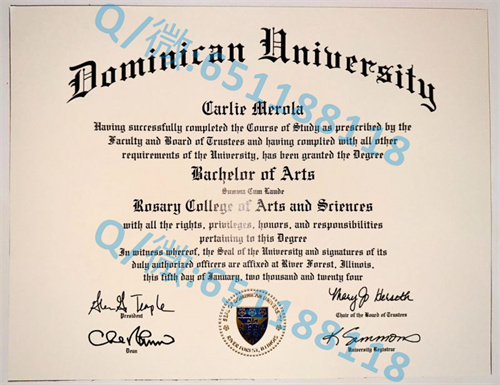 Dominican University
Carlie Merola
Having successfully completed the Course of Study as prescribed by the
Faculty and Board of Trustees and having complied with all other
requirements of the University, has been granted the Degree
Bachelor of Arts
Summa Cum Laude
Rosary College of Arts and Sciences
with all the rights, privileges, honors, and responsibilities
pertaining to this Degree
In witness whereof, the Seal of the University and signatures of its
duly authorized officers are affixed at River Forest, Illinois,
this fifth day of January, two thousand and twenty four
President
Chair of the Board of Trustees
Dean
University Registrar
Q/微:651188118
Q/微:651188118